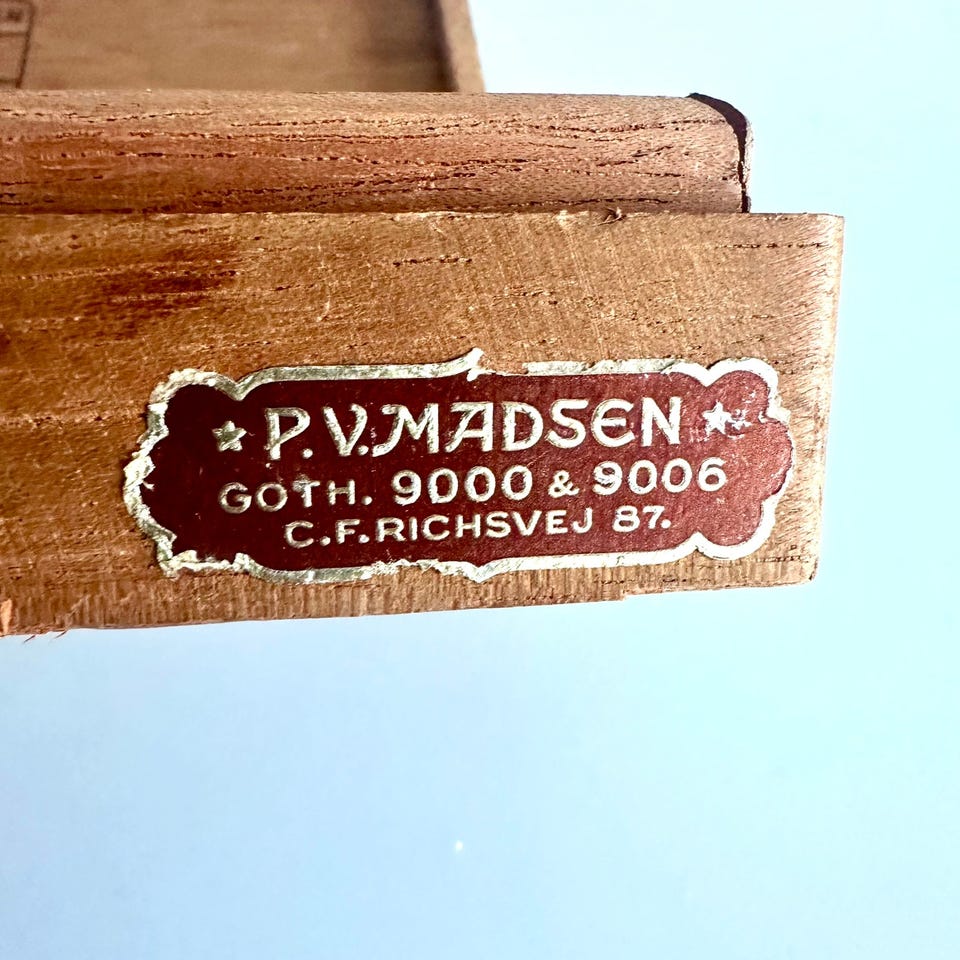 ★ P.V.MADSEN ★
GOTH. 9000 & 9006
C.F.RICHSVEJ 87.